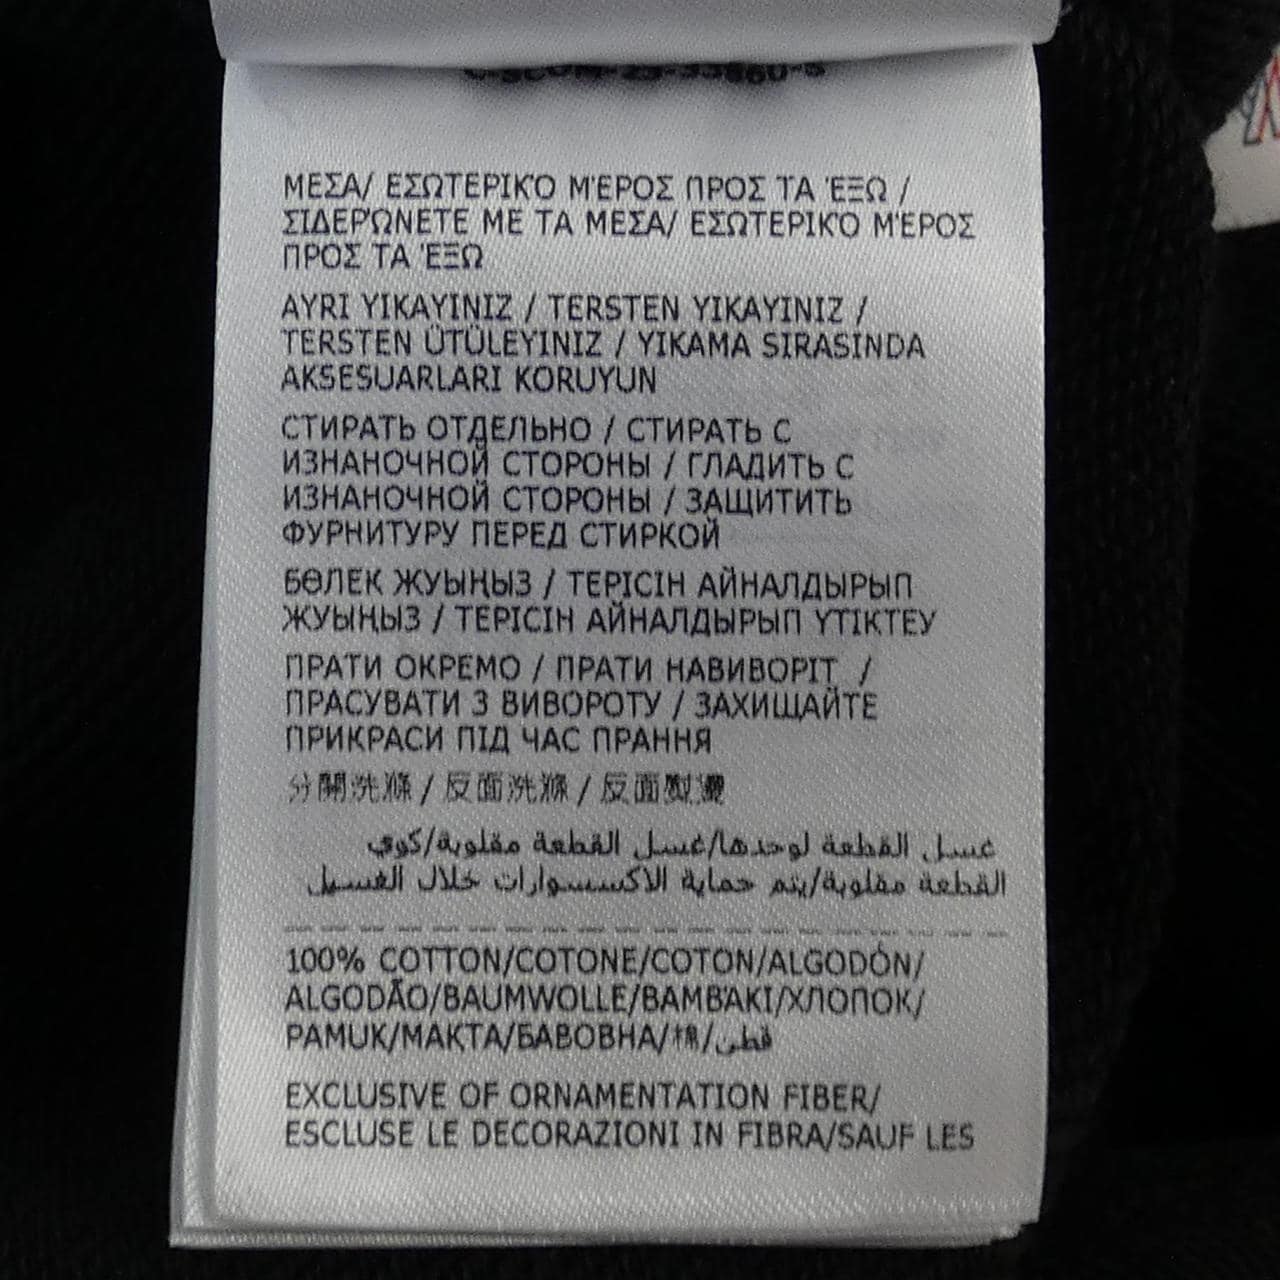 ΜΕΣΑ/ ΕΣΩΤΕΡΙΚΌ ΜΈΡΟΣ ΠΡΟΣ ΤΑ ΈΞΩ /
ΣΙΔΕΡΏΝΕΤΕ ΜΕ ΤΑ ΜΕΣΑ/ ΕΣΩΤΕΡΙΚΌ ΜΈΡΟΣ
ΠΡΟΣ ΤΑ ΈΞΩ
AYRI YIKAYINIZ / TERSTEN YIKAYINIZ /
TERSTEN ÜTÜLEYINIZ / YIKAMA SIRASINDA
AKSESUARLARI KORUYUN
СТИРАТЬ ОТДЕЛЬНО / СТИРАТЬ С
ИЗНАНОЧНОЙ СТОРОНЫ / ГЛАДИТЬ С
ИЗНАНОЧНОЙ СТОРОНЫ / ЗАЩИТИТЬ
ФУРНИТУРУ ПЕРЕД СТИРКОЙ
БӨЛЕК ЖУЫҢЫЗ / ТЕРІСІН АЙНАЛДЫРЫП
ЖУЫҢЫЗ / ТЕРІСІН АЙНАЛДЫРЫП ҮТІКТЕУ
ПРАТИ ОКРЕМО / ПРАТИ НАВИВОРІТ /
ПРАСУВАТИ З ВИВОРОТУ / ЗАХИЩАЙТЕ
ПРИКРАСИ ПІД ЧАС ПРАННЯ
分開洗滌 / 反面洗滌 / 反面熨燙
غسل القطعة لوحدها/غسل القطعة مقلوبة/كوي
القطعة مقلوبة/يتم حماية الاكسسوارات خلال الغسيل
100% COTTON/COTONE/COTON/ALGODÓN/
ALGODÃO/BAUMWOLLE/ΒΑΜΒΆΚΙ/ХЛОПОК/
PAMUK/МАҚТА/БАВОВНА/棉/قطن
EXCLUSIVE OF ORNAMENTATION FIBER/
ESCLUSE LE DECORAZIONI IN FIBRA/SAUF LES